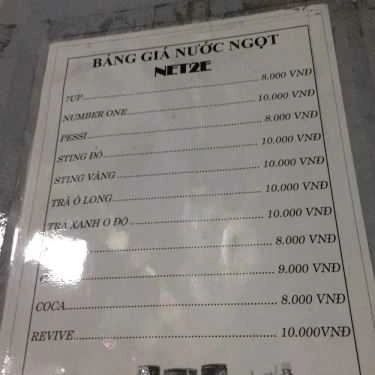 BẢNG GIÁ NƯỚC NGỌT
NET2E
7UP 8.000 VNĐ
NUMBER ONE 10.000 VNĐ
PESSI 8.000 VNĐ
STING ĐỎ 10.000 VNĐ
STING VÀNG 10.000 VNĐ
TRÀ Ô LONG 10.000 VNĐ
TRÀ XANH O ĐỘ 10.000 VNĐ
8.000 VNĐ
9.000 VNĐ
COCA 8.000 VNĐ
REVIVE 10.000VNĐ